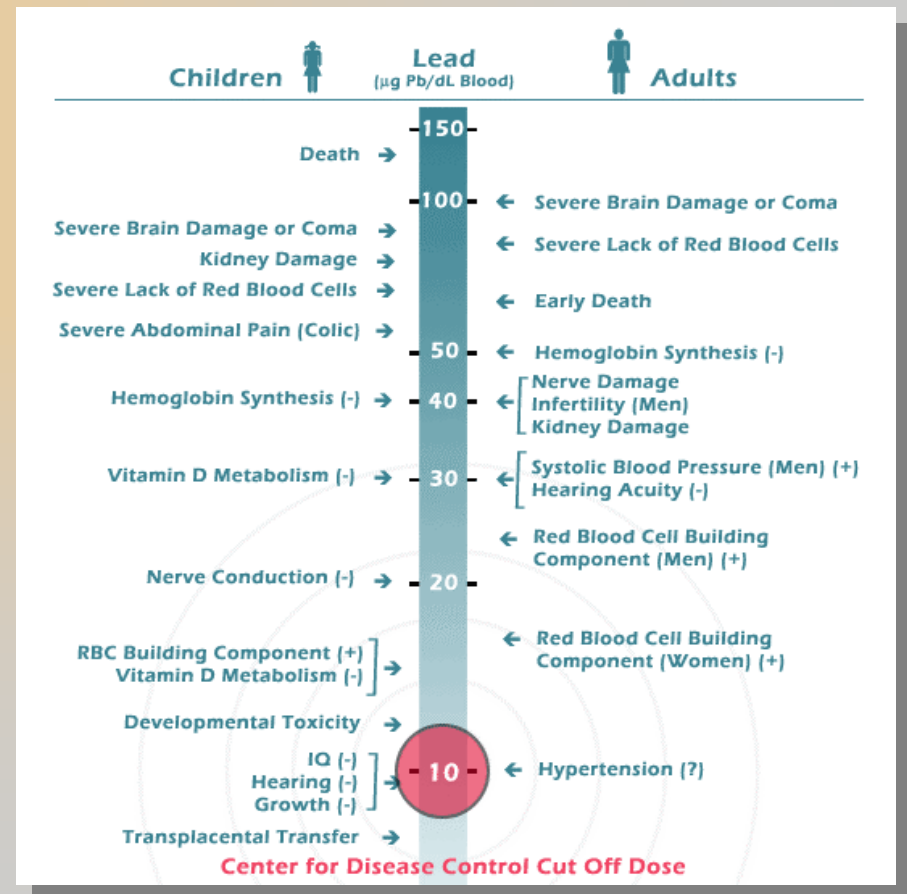 Children
Lead
(µg Pb/dL Blood)
Adults
150
Death
100
Severe Brain Damage or Coma
Severe Brain Damage or Coma
Severe Lack of Red Blood Cells
Kidney Damage
Severe Lack of Red Blood Cells
Early Death
Severe Abdominal Pain (Colic)
50
Hemoglobin Synthesis (-)
Hemoglobin Synthesis (-)
40
Nerve Damage
Infertility (Men)
Kidney Damage
Vitamin D Metabolism (-)
30
Systolic Blood Pressure (Men) (+)
Hearing Acuity (-)
Red Blood Cell Building
Component (Men) (+)
Nerve Conduction (-)
20
Red Blood Cell Building
Component (Women) (+)
RBC Building Component (+)
Vitamin D Metabolism (-)
Developmental Toxicity
IQ (-)
Hearing (-)
Growth (-)
10
Hypertension (?)
Transplacental Transfer
Center for Disease Control Cut Off Dose